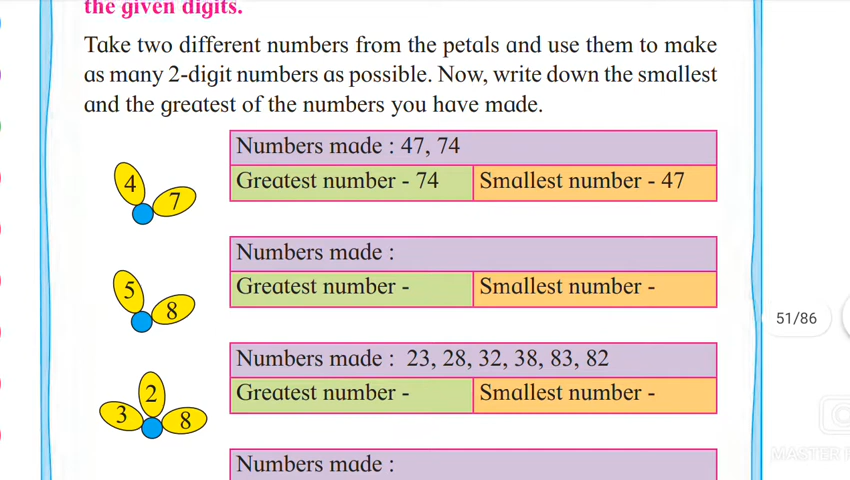 the given digits.
Take two different numbers from the petals and use them to make
as many 2-digit numbers as possible. Now, write down the smallest
and the greatest of the numbers you have made.
4
7
Numbers made : 47, 74
Greatest number - 74
Smallest number - 47
5
8
Numbers made :
Greatest number -
Smallest number -
51/86
3
2
8
Numbers made : 23, 28, 32, 38, 83, 82
Greatest number -
Smallest number -
Numbers made :